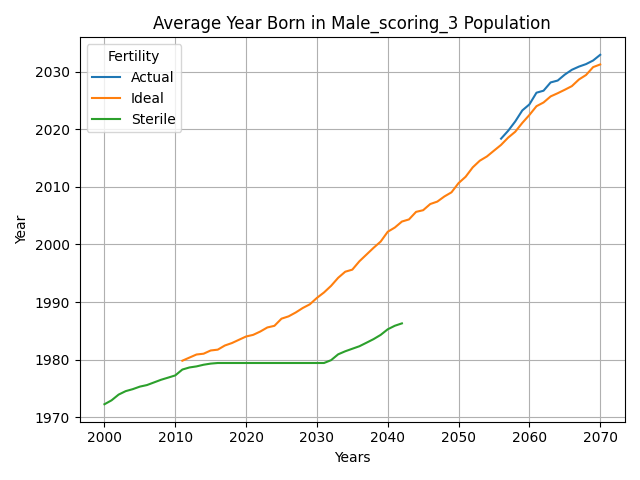 Average Year Born in Male_scoring_3 Population
Fertility
Actual
Ideal
Sterile
Year
2030
2020
2010
2000
1990
1980
1970
2000 2010 2020 2030 2040 2050 2060 2070
Years